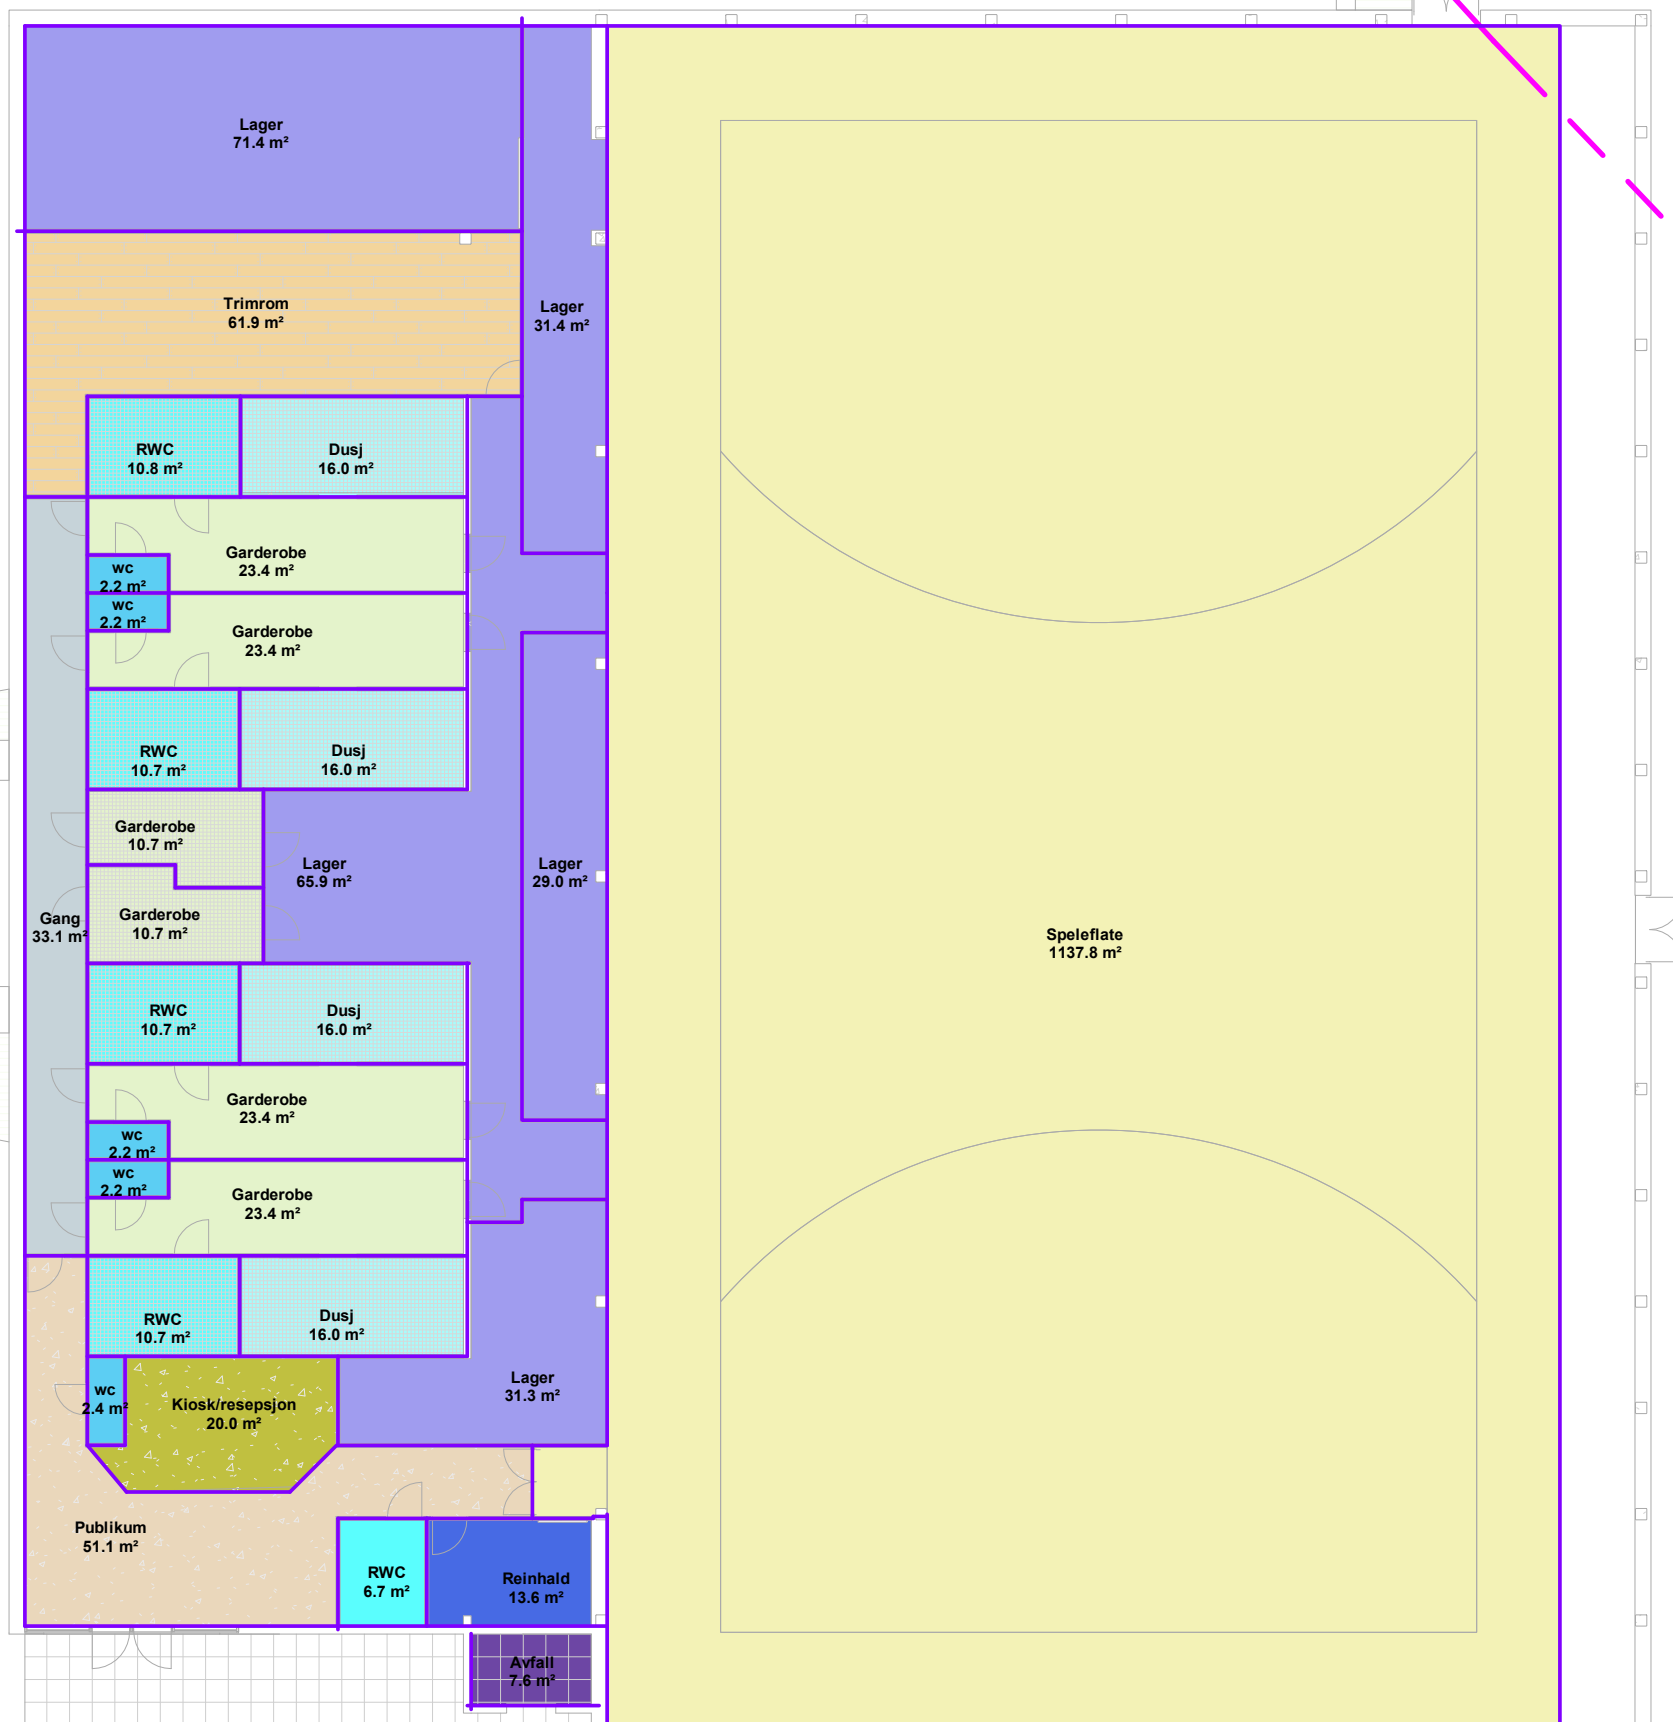 Lager
71.4 m²
Trimrom
61.9 m²
Lager
31.4 m²
RWC
10.8 m²
Dusj
16.0 m²
Garderobe
23.4 m²
wc
2.2 m²
wc
2.2 m²
Garderobe
23.4 m²
RWC
10.7 m²
Dusj
16.0 m²
Garderobe
10.7 m²
Lager
65.9 m²
Lager
29.0 m²
Garderobe
10.7 m²
Gang
33.1 m²
Speleflate
1137.8 m²
RWC
10.7 m²
Dusj
16.0 m²
Garderobe
23.4 m²
wc
2.2 m²
wc
2.2 m²
Garderobe
23.4 m²
RWC
10.7 m²
Dusj
16.0 m²
wc
2.4 m²
Kiosk/resepsjon
20.0 m²
Lager
31.3 m²
Publikum
51.1 m²
RWC
6.7 m²
Reinhald
13.6 m²
Avfall
7.6 m²